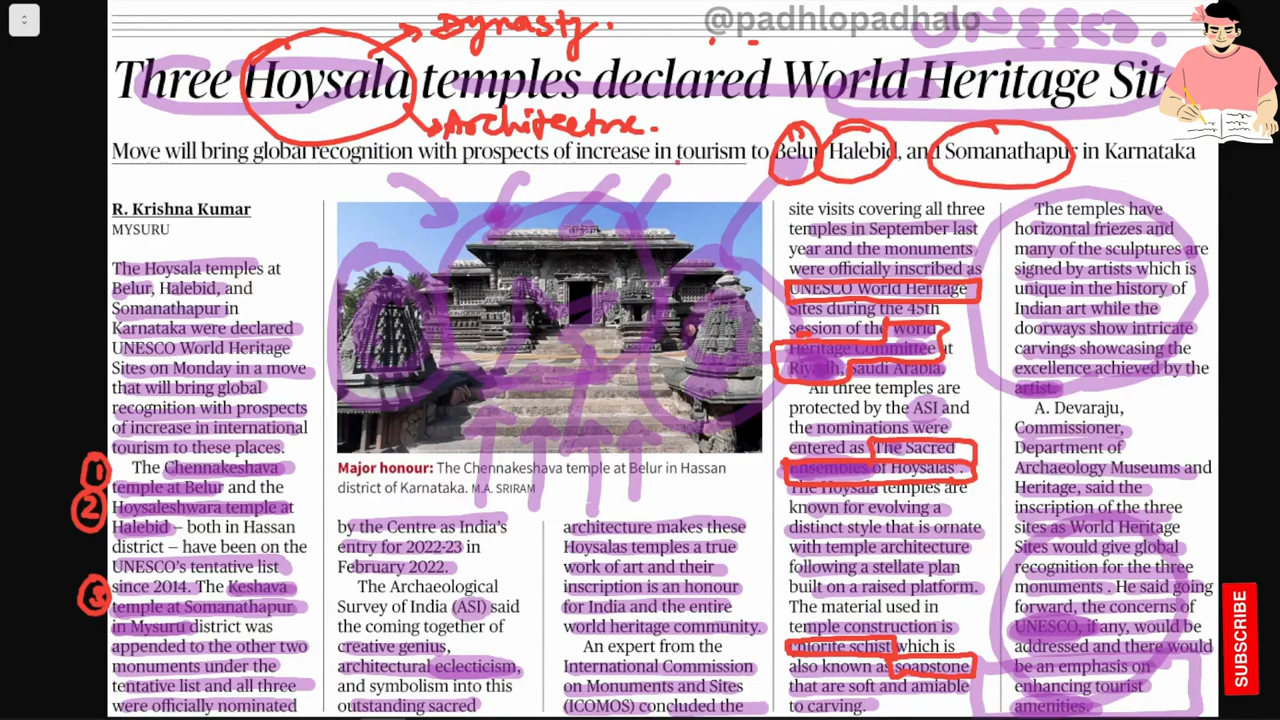 @padhlopadhalo
UNESCO.
Dynasty.
Three Hoysala temples declared World Heritage Sit
Architectre.
Move will bring global recognition with prospects of increase in tourism to Belur, Halebid, and Somanathapur in Karnataka
R. Krishna Kumar
MYSURU
The Hoysala temples at
Belur, Halebid, and
Somanathapur in
Karnataka were declared
UNESCO World Heritage
Sites on Monday in a move
that will bring global
recognition with prospects
of increase in international
tourism to these places.
1
The Chennakeshava
temple at Belur and the
2
Hoysaleshwara temple at
Halebid – both in Hassan
district – have been on the
UNESCO's tentative list
since 2014. The Keshava
3
temple at Somanathapur
in Mysuru district was
appended to the other two
monuments under the
tentative list and all three
were officially nominated
Major honour: The Chennakeshava temple at Belur in Hassan
district of Karnataka. M.A. SRIRAM
by the Centre as India's
entry for 2022-23 in
February 2022.
The Archaeological
Survey of India (ASI) said
the coming together of
creative genius,
architectural eclecticism,
and symbolism into this
outstanding sacred
architecture makes these
Hoysalas temples a true
work of art and their
inscription is an honour
for India and the entire
world heritage community.
An expert from the
International Commission
on Monuments and Sites
(ICOMOS) concluded the
site visits covering all three
temples in September last
year and the monuments
were officially inscribed as
UNESCO World Heritage
Sites during the 45th
session of the World
Heritage Committee at
Riyadh, Saudi Arabia.
All three temples are
protected by the ASI and
the nominations were
entered as 'The Sacred
Ensembles of Hoysalas'.
The Hoysala temples are
known for evolving a
distinct style that is ornate
with temple architecture
following a stellate plan
built on a raised platform.
The material used in
temple construction is
chlorite schist which is
also known as soapstone
that are soft and amiable
to carving.
The temples have
horizontal friezes and
many of the sculptures are
signed by artists which is
unique in the history of
Indian art while the
doorways show intricate
carvings showcasing the
excellence achieved by the
artist.
A. Devaraju,
Commissioner,
Department of
Archaeology Museums and
Heritage, said the
inscription of the three
sites as World Heritage
Sites would give global
recognition for the three
monuments . He said going
forward, the concerns of
UNESCO, if any, would be
addressed and there would
be an emphasis on
enhancing tourist
amenities.
SUBSCRIBE